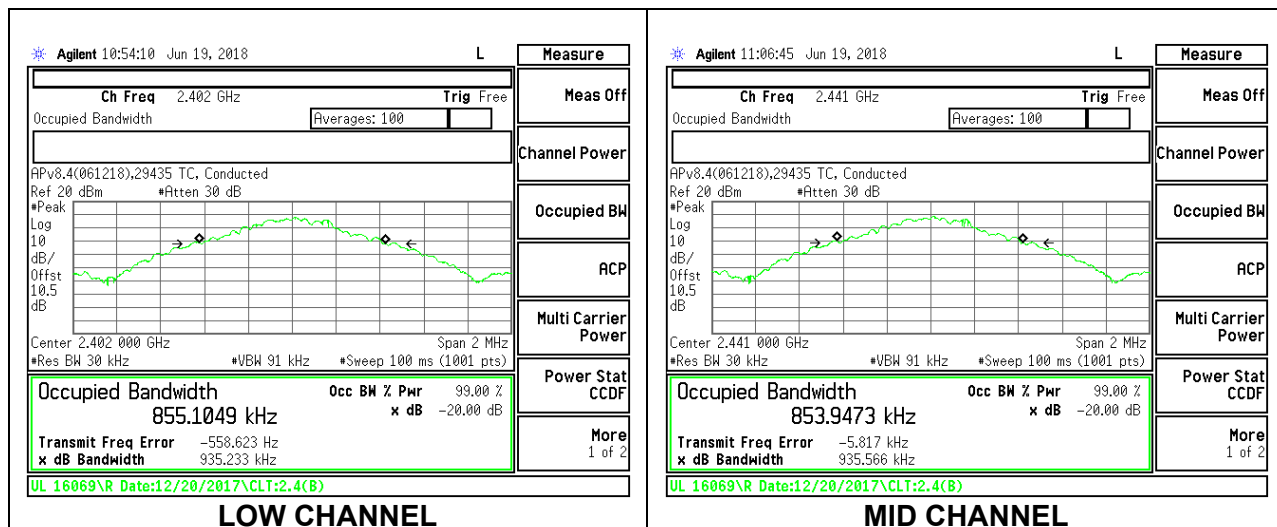 Agilent 10:54:10 Jun 19, 2018 L Measure
Ch Freq 2.402 GHz Trig Free
Meas Off
Occupied Bandwidth Averages: 100
Channel Power
APv8.4(061218),29435 TC, Conducted
Ref 20 dBm #Atten 30 dB
#Peak
Log
10
dB/
Offst
10.5
dB
Occupied BW
ACP
Multi Carrier
Power
Center 2.402 000 GHz Span 2 MHz
#Res BW 30 kHz #VBW 91 kHz #Sweep 100 ms (1001 pts)
Power Stat
CCDF
Occupied Bandwidth Occ BW % Pwr 99.00 %
855.1049 kHz x dB -20.00 dB
Transmit Freq Error -558.623 Hz
x dB Bandwidth 935.233 kHz
More
1 of 2
UL 16069\R Date:12/20/2017\CLT:2.4(B)
LOW CHANNEL
Agilent 11:06:45 Jun 19, 2018 L Measure
Ch Freq 2.441 GHz Trig Free
Meas Off
Occupied Bandwidth Averages: 100
Channel Power
APv8.4(061218),29435 TC, Conducted
Ref 20 dBm #Atten 30 dB
#Peak
Log
10
dB/
Offst
10.5
dB
Occupied BW
ACP
Multi Carrier
Power
Center 2.441 000 GHz Span 2 MHz
#Res BW 30 kHz #VBW 91 kHz #Sweep 100 ms (1001 pts)
Power Stat
CCDF
Occupied Bandwidth Occ BW % Pwr 99.00 %
853.9473 kHz x dB -20.00 dB
Transmit Freq Error -5.817 kHz
x dB Bandwidth 935.566 kHz
More
1 of 2
UL 16069\R Date:12/20/2017\CLT:2.4(B)
MID CHANNEL